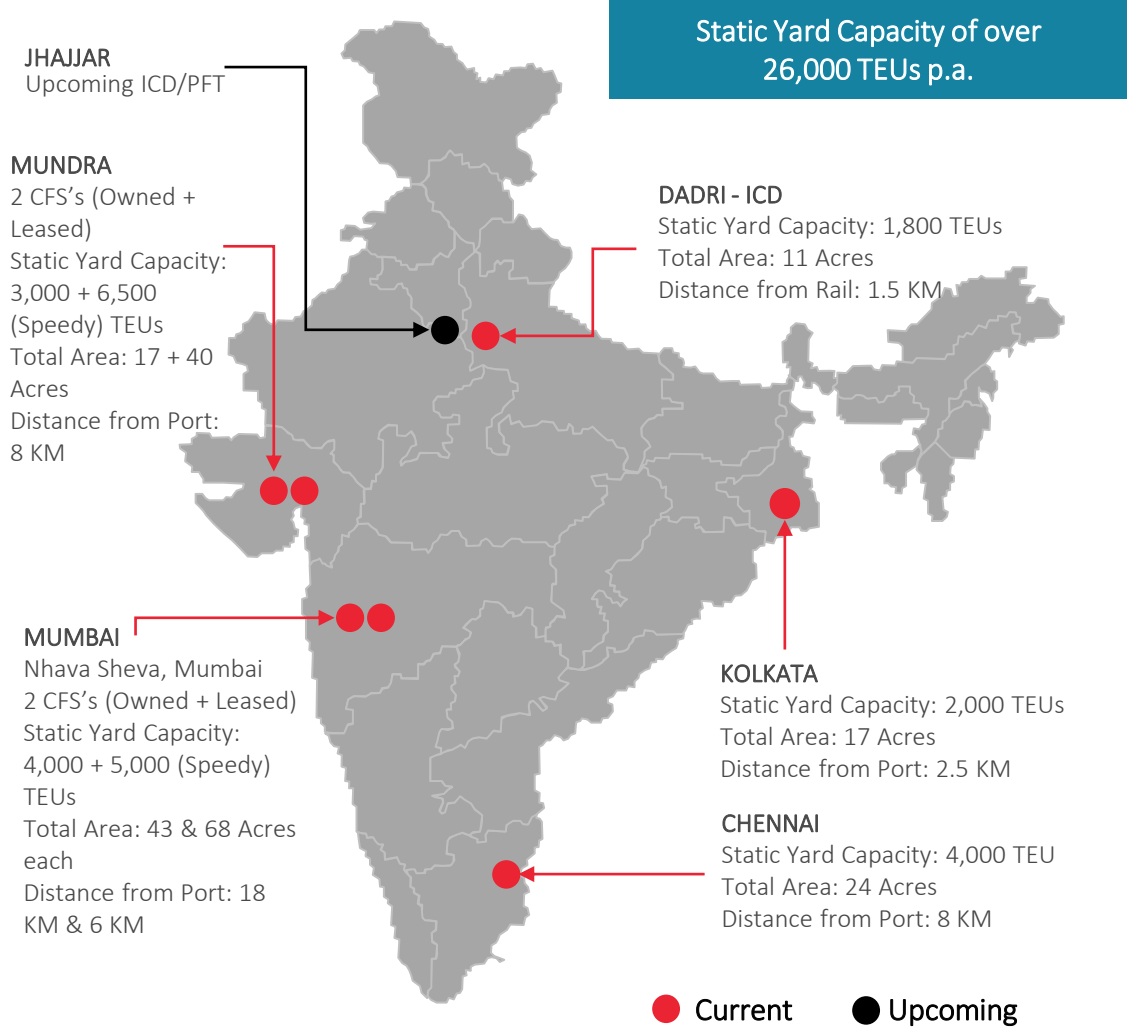 Static Yard Capacity of over
26,000 TEUs p.a.
JHAJJAR
Upcoming ICD/PFT
MUNDRA
2 CFS's (Owned +
Leased)
Static Yard Capacity:
3,000 + 6,500
(Speedy) TEUs
Total Area: 17 + 40
Acres
Distance from Port:
8 KM
DADRI - ICD
Static Yard Capacity: 1,800 TEUs
Total Area: 11 Acres
Distance from Rail: 1.5 KM
MUMBAI
Nhava Sheva, Mumbai
2 CFS's (Owned + Leased)
Static Yard Capacity:
4,000 + 5,000 (Speedy)
TEUs
Total Area: 43 & 68 Acres
each
Distance from Port: 18
KM & 6 KM
KOLKATA
Static Yard Capacity: 2,000 TEUs
Total Area: 17 Acres
Distance from Port: 2.5 KM
CHENNAI
Static Yard Capacity: 4,000 TEU
Total Area: 24 Acres
Distance from Port: 8 KM
Current
Upcoming